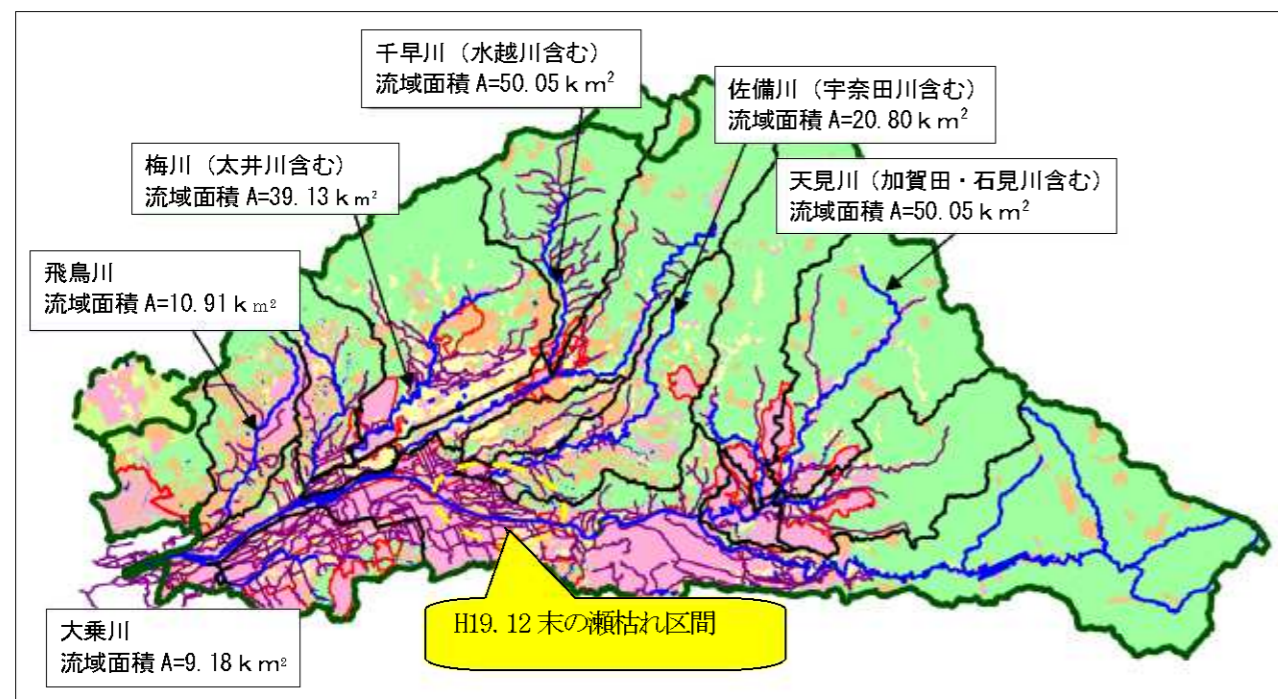 千早川（水越川含む）
流域面積 A=50.05ｋｍ²
佐備川（宇奈田川含む）
流域面積 A=20.80ｋｍ²
梅川（太井川含む）
流域面積 A=39.13ｋｍ²
天見川（加賀田・石見川含む）
流域面積 A=50.05ｋｍ²
飛鳥川
流域面積 A=10.91ｋｍ²
H19.12末の瀬枯れ区間
大乗川
流域面積 A=9.18ｋｍ²